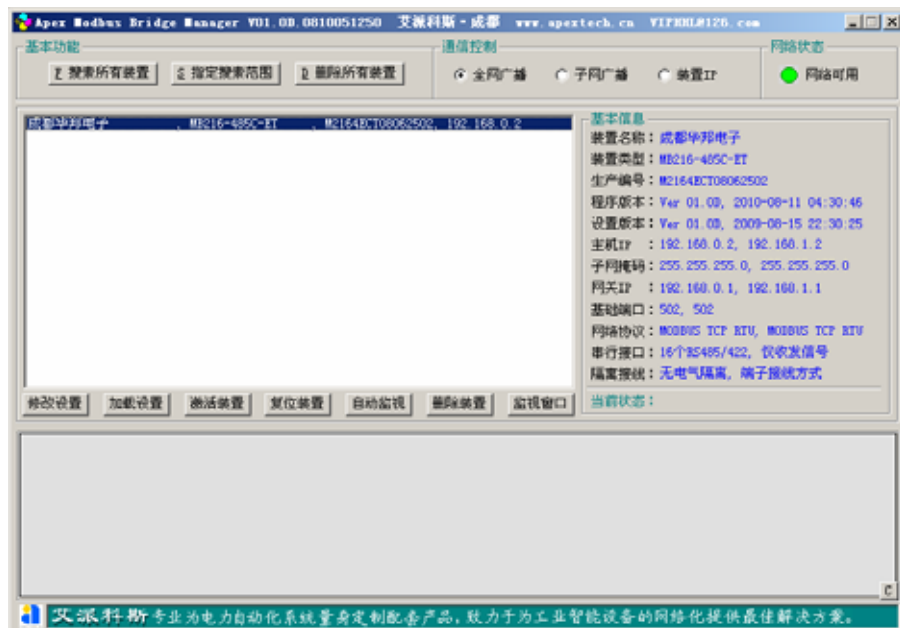 Apex Modbus Bridge Manager V01.0D.0810051250 艾派科斯-成都 www.apextech.cn VIPHHL@126.com
基本功能 通信控制 网络状态
搜索所有装置 S 指定搜索范围 D 删除所有装置 全网广播 子网广播 装置IP 网络可用
成都华邦电子 , MB216-485C-ET , M2164ECT08062502, 192.168.0.2
基本信息
装置名称：成都华邦电子
装置类型：MB216-485C-ET
生产编号：M2164ECT08062502
程序版本：Ver 01.0D, 2010-08-11 04:30:46
设置版本：Ver 01.0D, 2009-08-15 22:30:25
主机IP ：192.168.0.2, 192.168.1.2
子网掩码：255.255.255.0, 255.255.255.0
网关IP ：192.168.0.1, 192.168.1.1
基础端口：502, 502
网络协议：MODBUS TCP RTU, MODBUS TCP RTU
串行接口：16个RS485/422, 仅收发信号
隔离接线：无电气隔离, 端子接线方式
修改设置 加载设置 激活装置 复位装置 自动监视 删除装置 监视窗口 当前状态：
C
艾派科斯专业为电力自动化系统量身定制配套产品，致力于为工业智能设备的网络化提供最佳解决方案。